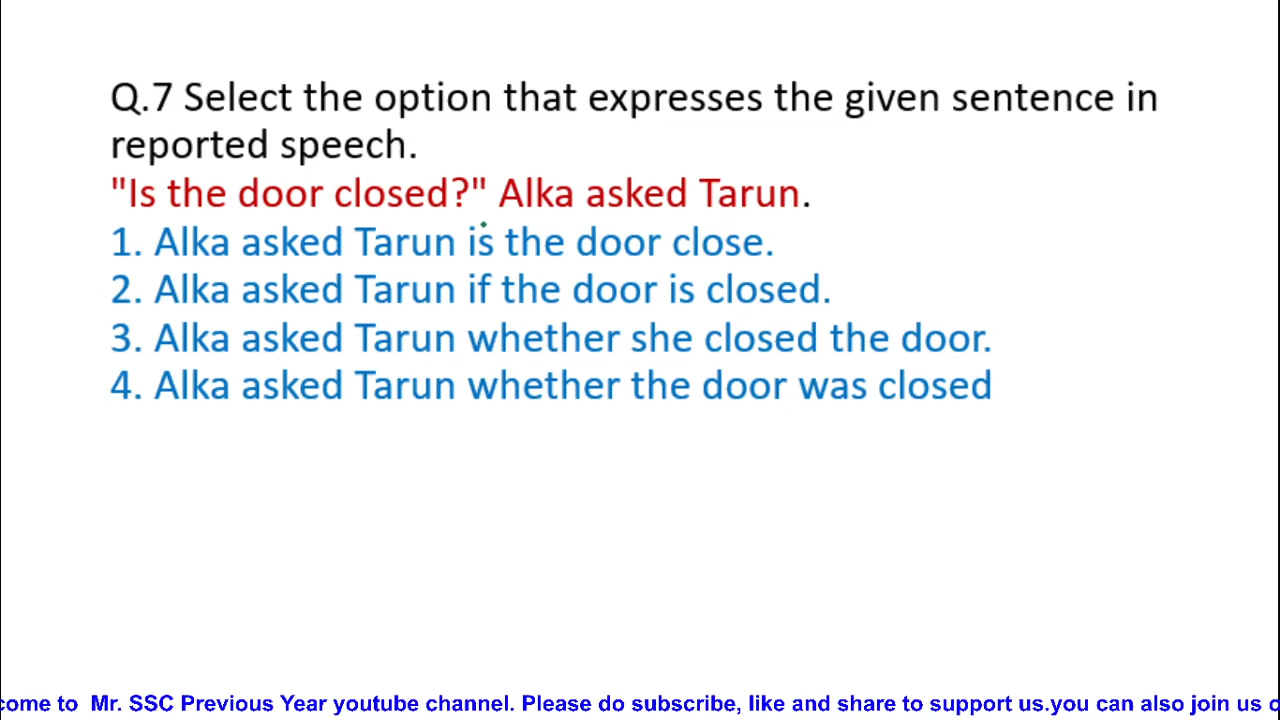 Q.7 Select the option that expresses the given sentence in
reported speech.
"Is the door closed?" Alka asked Tarun.
1. Alka asked Tarun is the door close.
2. Alka asked Tarun if the door is closed.
3. Alka asked Tarun whether she closed the door.
4. Alka asked Tarun whether the door was closed
to Mr. SSC Previous Year youtube channel. Please do subscribe, like and share to support us.you can also join us